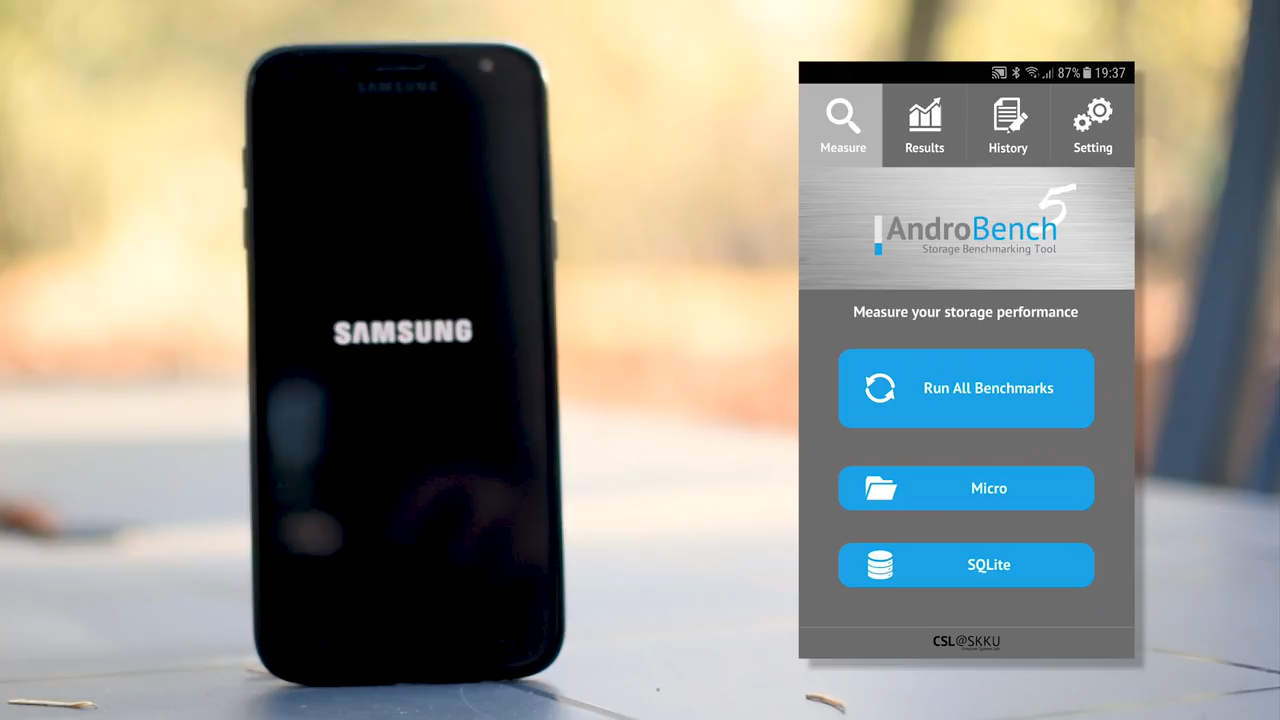 SAMSUNG
SAMSUNG
87% 19:37
Measure Results History Setting
AndroBench 5
Storage Benchmarking Tool
Measure your storage performance
Run All Benchmarks
Micro
SQLite
CSL@SKKU